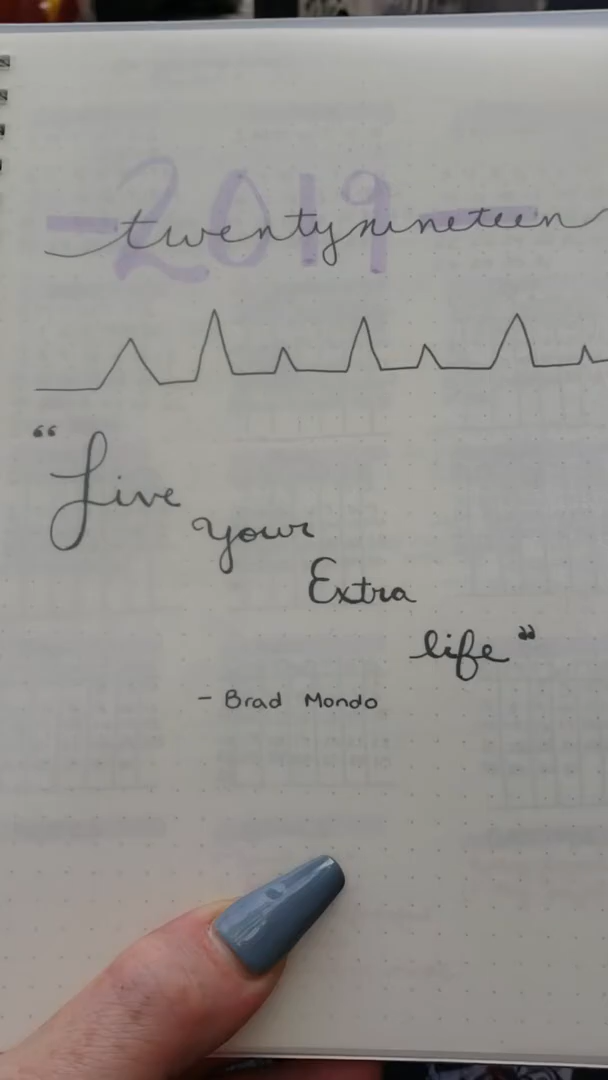 -2019-
twentynineteen
"Live
your
Extra
life"
- Brad Mondo